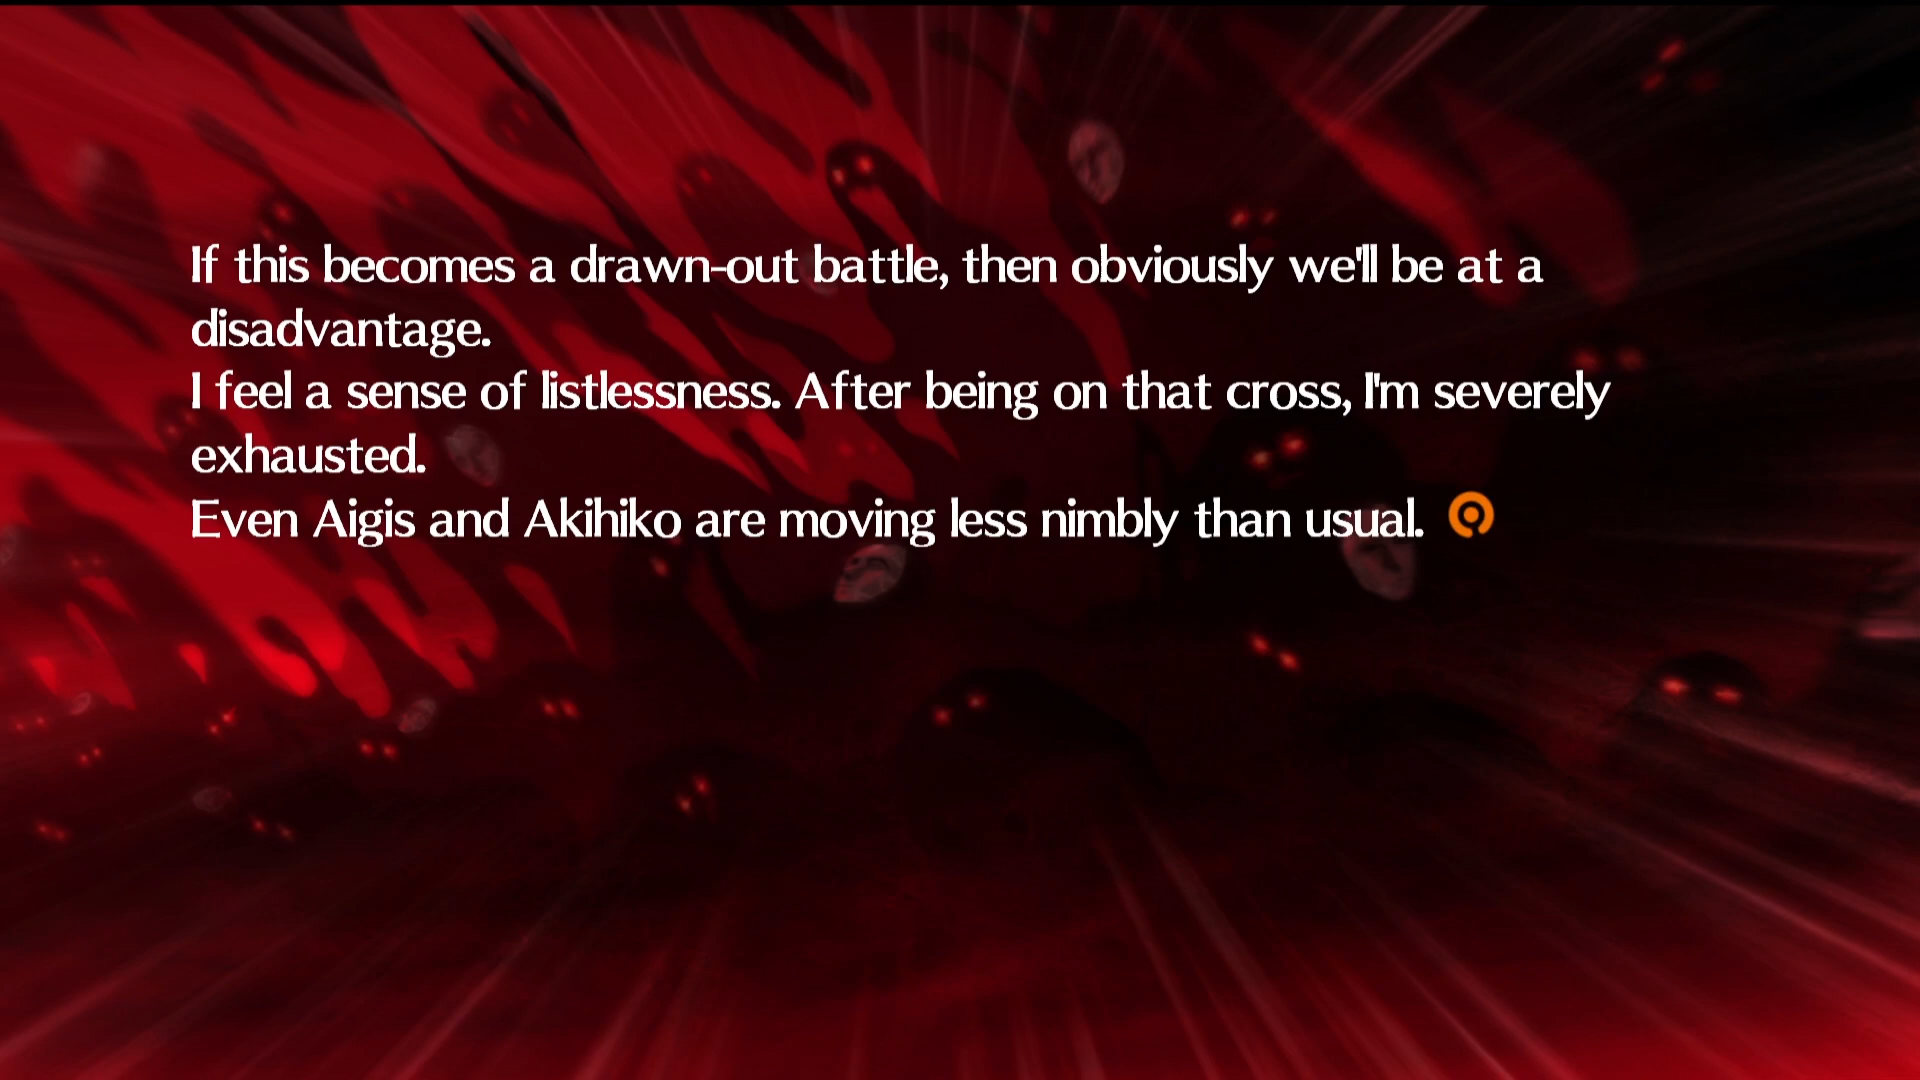 If this becomes a drawn-out battle, then obviously we'll be at a
disadvantage.
I feel a sense of listlessness. After being on that cross, I'm severely
exhausted.
Even Aigis and Akihiko are moving less nimbly than usual.